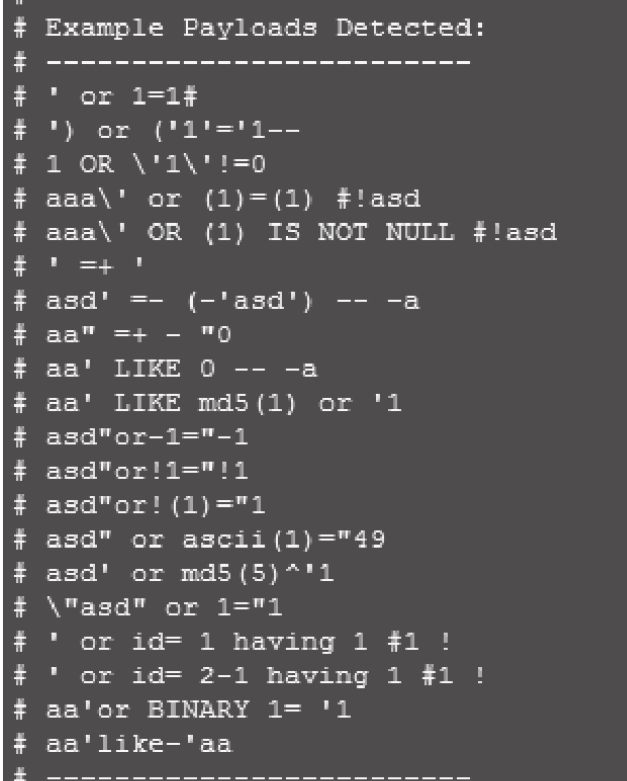 #
# Example Payloads Detected:
# -------------------------
# ' or 1=1#
# ') or ('1'='1--
# 1 OR \'1\'!=0
# aaa\' or (1)=(1) #!asd
# aaa\' OR (1) IS NOT NULL #!asd
# ' =+ '
# asd' =- (-'asd') -- -a
# aa" =+ - "0
# aa' LIKE 0 -- -a
# aa' LIKE md5(1) or '1
# asd"or-1="-1
# asd"or!1="!1
# asd"or!(1)="1
# asd" or ascii(1)="49
# asd' or md5(5)^'1
# \"asd" or 1="1
# ' or id= 1 having 1 #1 !
# ' or id= 2-1 having 1 #1 !
# aa'or BINARY 1= '1
# aa'like-'aa
# -------------------------